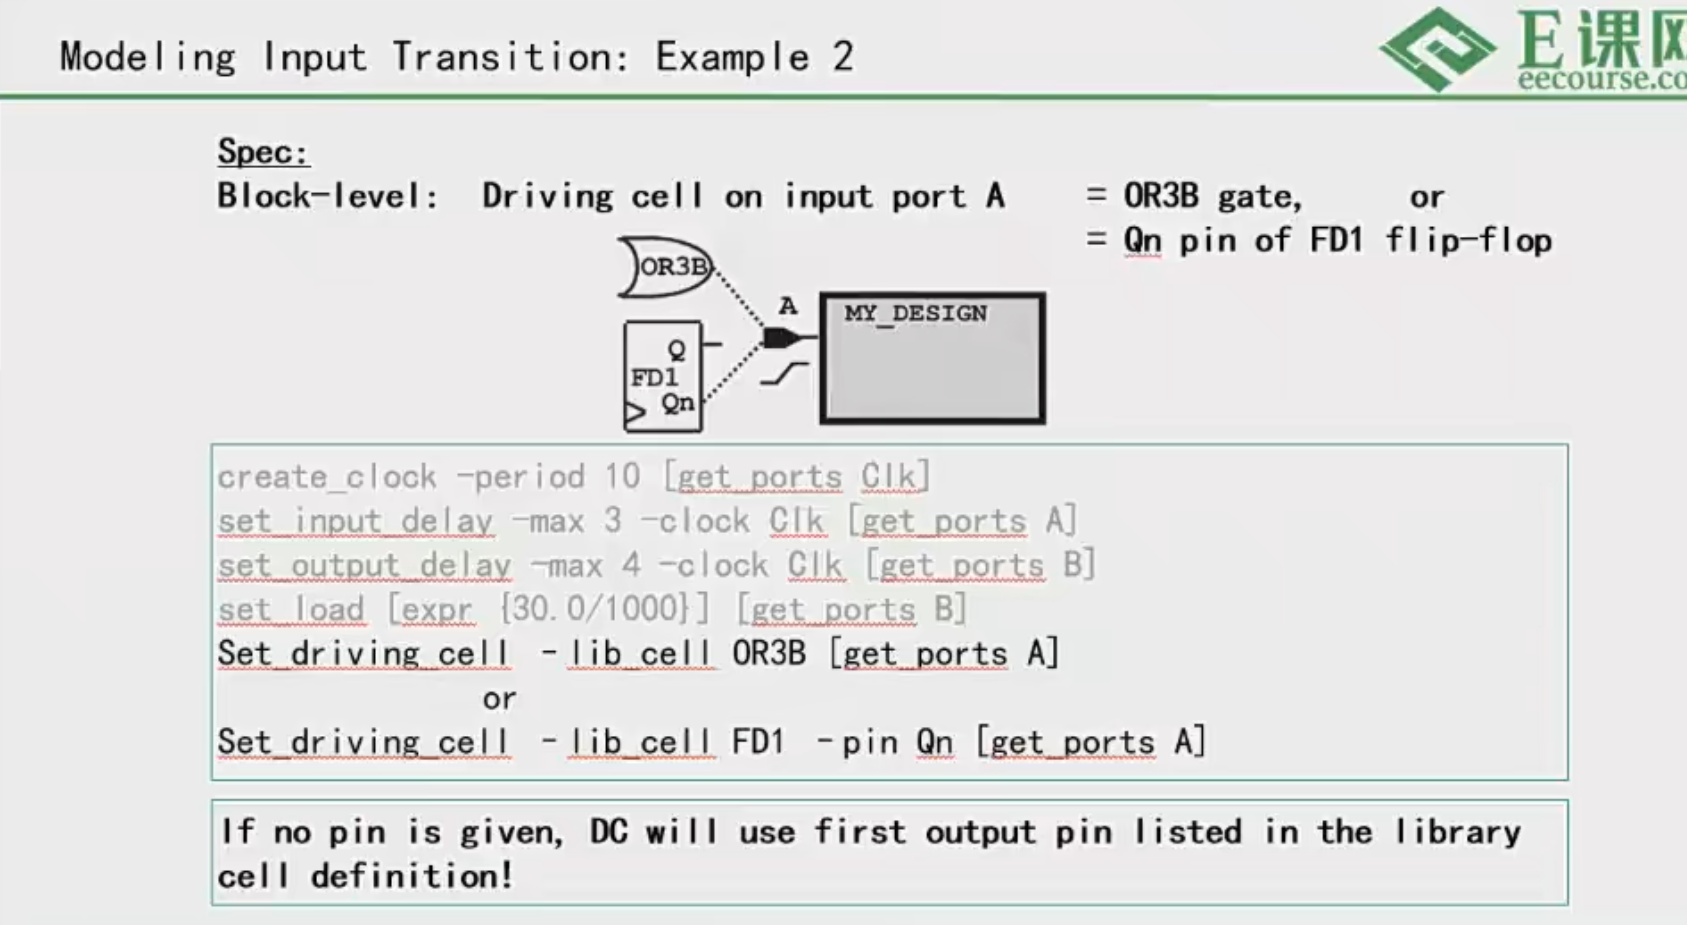 Modeling Input Transition: Example 2
E课网
eecourse.co
Spec:
Block-level: Driving cell on input port A = OR3B gate, or
= Qn pin of FD1 flip-flop
OR3B
A
MY_DESIGN
Q
FD1
Qn
create_clock -period 10 [get_ports Clk]
set_input_delay -max 3 -clock Clk [get_ports A]
set_output_delay -max 4 -clock Clk [get_ports B]
set_load [expr {30.0/1000}] [get_ports B]
Set_driving_cell -lib_cell OR3B [get_ports A]
or
Set_driving_cell -lib_cell FD1 -pin Qn [get_ports A]
If no pin is given, DC will use first output pin listed in the library
cell definition!